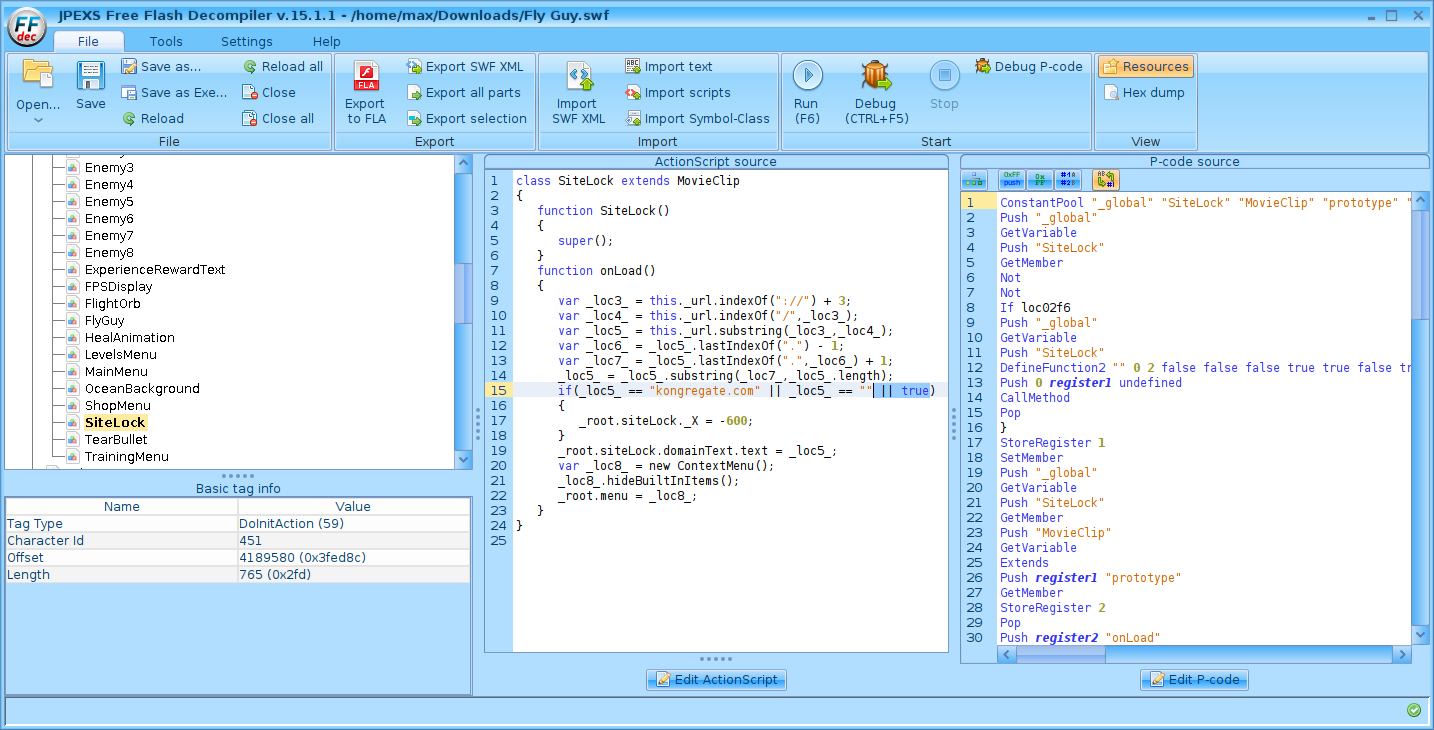 JPEXS Free Flash Decompiler v.15.1.1 - /home/max/Downloads/Fly Guy.swf
FF
dec
File Tools Settings Help
Open...
Save
Save as...
Save as Exe...
Reload
Reload all
Close
Close all
File
FLA
Export
to FLA
Export SWF XML
Export all parts
Export selection
Export
Import
SWF XML
Import text
Import scripts
Import Symbol-Class
Import
Run
(F6)
Debug
(CTRL+F5)
Stop
Debug P-code
Start
Resources
Hex dump
View
Enemy3
Enemy4
Enemy5
Enemy6
Enemy7
Enemy8
ExperienceRewardText
FPSDisplay
FlightOrb
FlyGuy
HealAnimation
LevelsMenu
MainMenu
OceanBackground
ShopMenu
SiteLock
TearBullet
TrainingMenu
Basic tag info
Name Value
Tag Type DoInitAction (59)
Character Id 451
Offset 4189580 (0x3fed8c)
Length 765 (0x2fd)
ActionScript source
1 class SiteLock extends MovieClip
2 {
3 function SiteLock()
4 {
5 super();
6 }
7 function onLoad()
8 {
9 var _loc3_ = this._url.indexOf("://") + 3;
10 var _loc4_ = this._url.indexOf("/",_loc3_);
11 var _loc5_ = this._url.substring(_loc3_,_loc4_);
12 var _loc6_ = _loc5_.lastIndexOf(".") - 1;
13 var _loc7_ = _loc5_.lastIndexOf(".",_loc6_) + 1;
14 _loc5_ = _loc5_.substring(_loc7_,_loc5_.length);
15 if(_loc5_ == "kongregate.com" || _loc5_ == "" || true)
16 {
17 _root.siteLock._X = -600;
18 }
19 _root.siteLock.domainText.text = _loc5_;
20 var _loc8_ = new ContextMenu();
21 _loc8_.hideBuiltInItems();
22 _root.menu = _loc8_;
23 }
24 }
25
Edit ActionScript
P-code source
0xFF
push
0x
FF
#1A
#2B
AB
#
1 ConstantPool "_global" "SiteLock" "MovieClip" "prototype" "
2 Push "_global"
3 GetVariable
4 Push "SiteLock"
5 GetMember
6 Not
7 Not
8 If loc02f6
9 Push "_global"
10 GetVariable
11 Push "SiteLock"
12 DefineFunction2 "" 0 2 false false false true true false tr
13 Push 0 register1 undefined
14 CallMethod
15 Pop
16 }
17 StoreRegister 1
18 SetMember
19 Push "_global"
20 GetVariable
21 Push "SiteLock"
22 GetMember
23 Push "MovieClip"
24 GetVariable
25 Extends
26 Push register1 "prototype"
27 GetMember
28 StoreRegister 2
29 Pop
30 Push register2 "onLoad"
Edit P-code